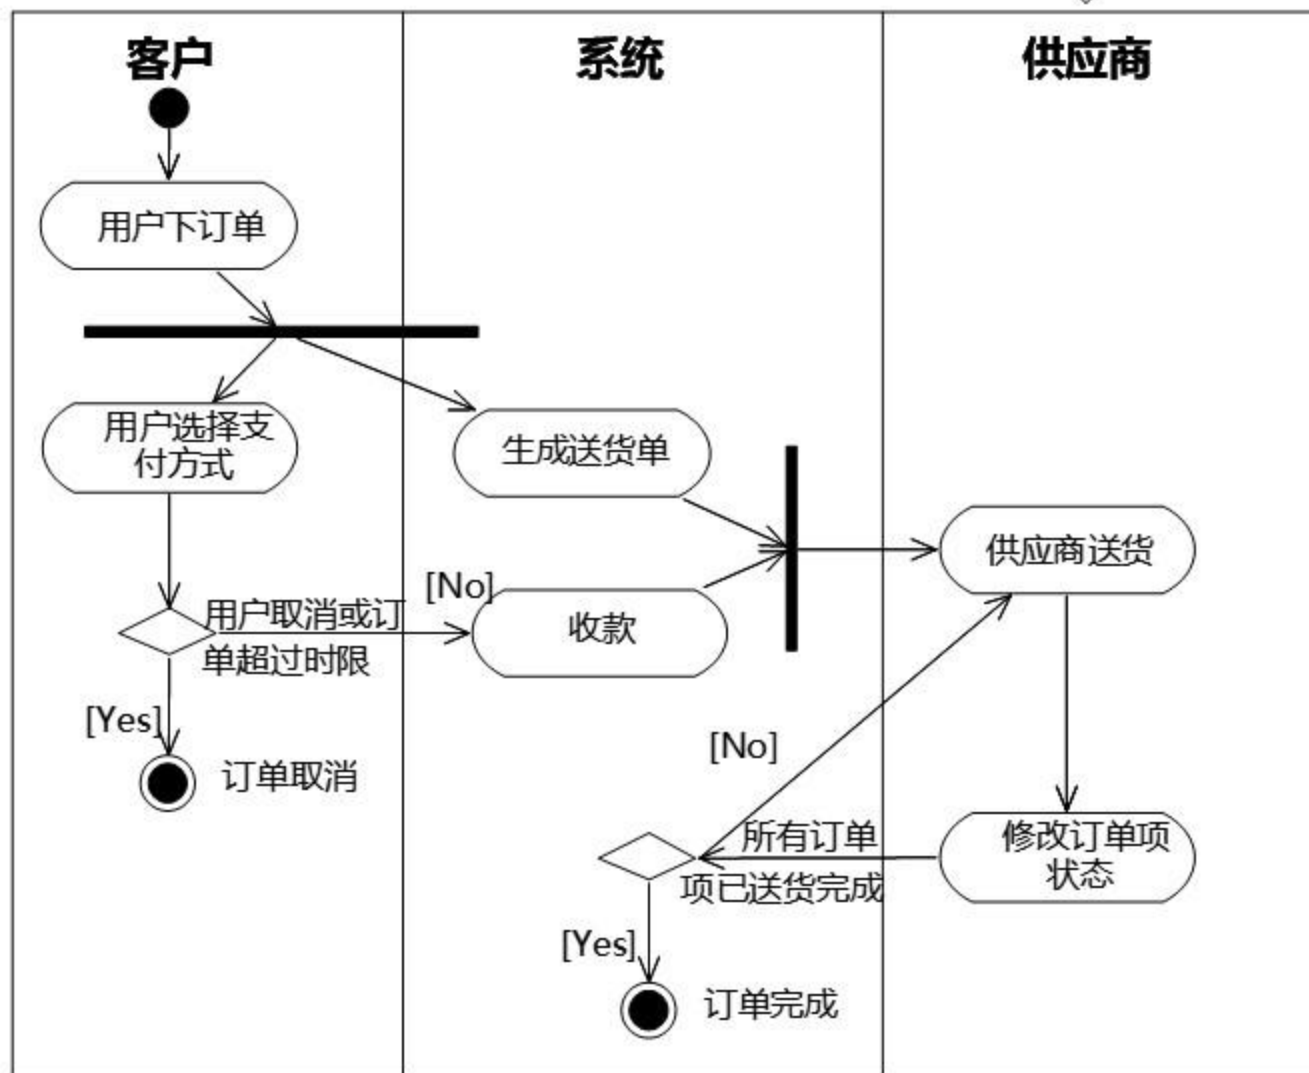 客户
系统
供应商
用户下订单
用户选择支
付方式
生成送货单
供应商送货
[No]
用户取消或订
单超过时限
收款
[Yes]
订单取消
[No]
所有订单
项已送货完成
修改订单项
状态
[Yes]
订单完成